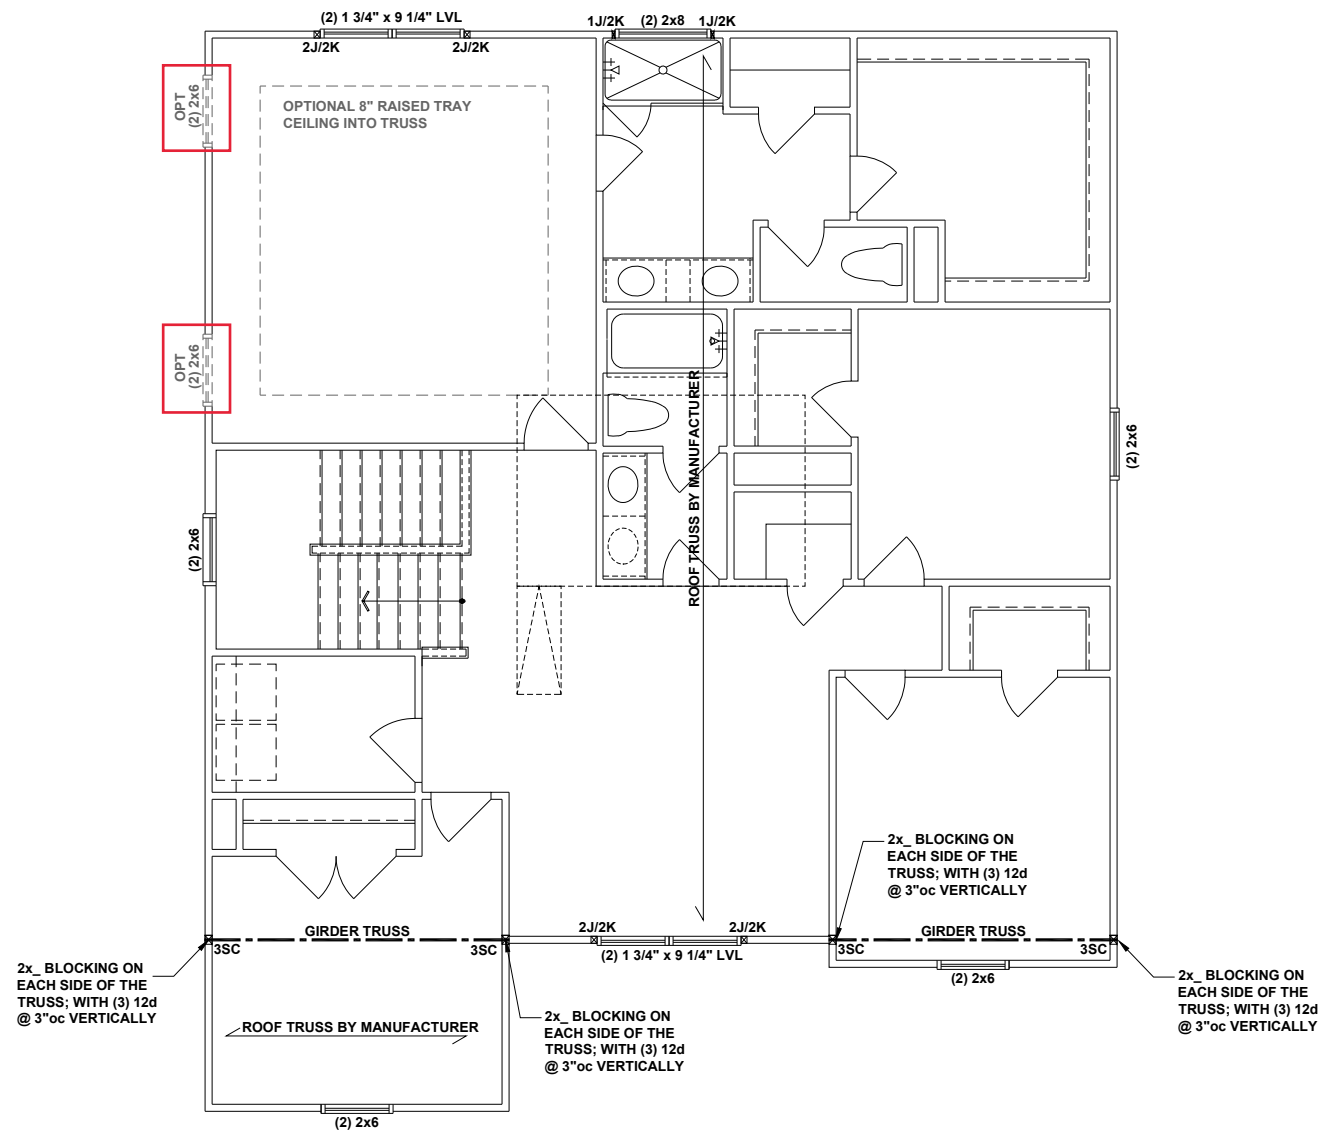 (2) 1 3/4" x 9 1/4" LVL
2J/2K
2J/2K
1J/2K
(2) 2x8
1J/2K
OPT
(2) 2x6
OPTIONAL 8" RAISED TRAY
CEILING INTO TRUSS
OPT
(2) 2x6
ROOF TRUSS BY MANUFACTURER
(2) 2x6
(2) 2x6
2x_ BLOCKING ON
EACH SIDE OF THE
TRUSS; WITH (3) 12d
@ 3"oc VERTICALLY
GIRDER TRUSS
3SC
3SC
2J/2K
2J/2K
(2) 1 3/4" x 9 1/4" LVL
GIRDER TRUSS
3SC
3SC
(2) 2x6
2x_ BLOCKING ON
EACH SIDE OF THE
TRUSS; WITH (3) 12d
@ 3"oc VERTICALLY
2x_ BLOCKING ON
EACH SIDE OF THE
TRUSS; WITH (3) 12d
@ 3"oc VERTICALLY
2x_ BLOCKING ON
EACH SIDE OF THE
TRUSS; WITH (3) 12d
@ 3"oc VERTICALLY
ROOF TRUSS BY MANUFACTURER
(2) 2x6